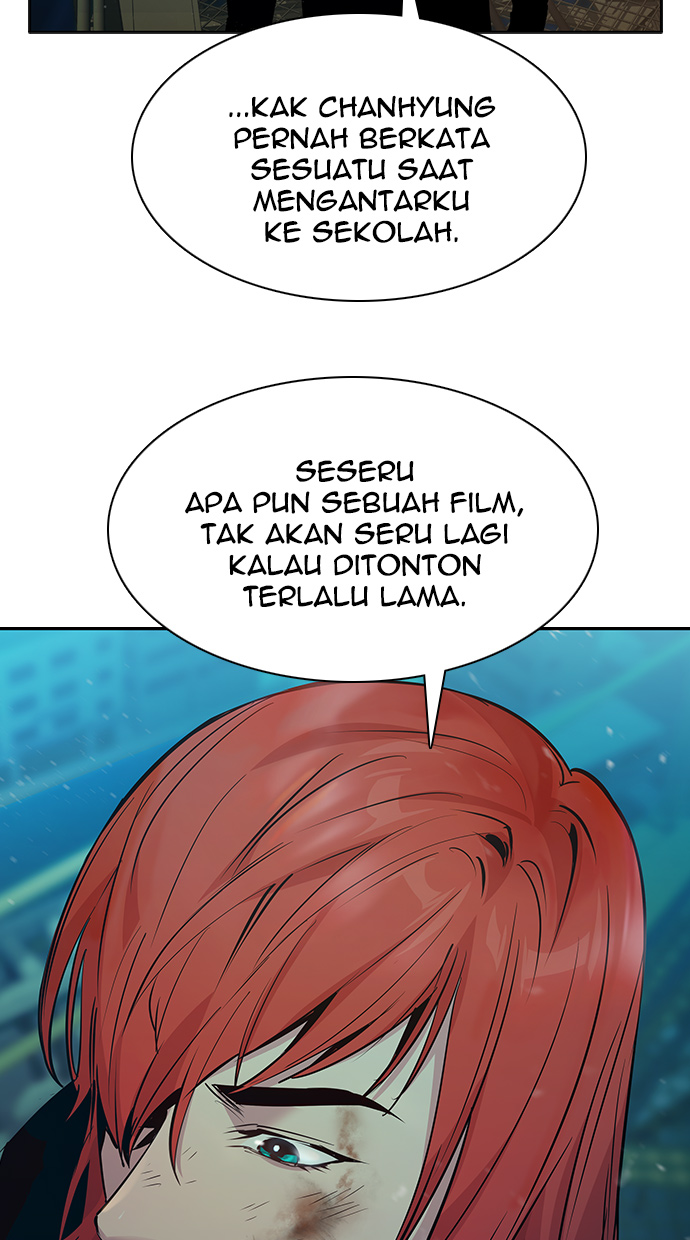 ...KAK CHANHYUNG
PERNAH BERKATA
SESUATU SAAT
MENGANTARKU
KE SEKOLAH.
SESERU
APA PUN SEBUAH FILM,
TAK AKAN SERU LAGI
KALAU DITONTON
TERLALU LAMA.